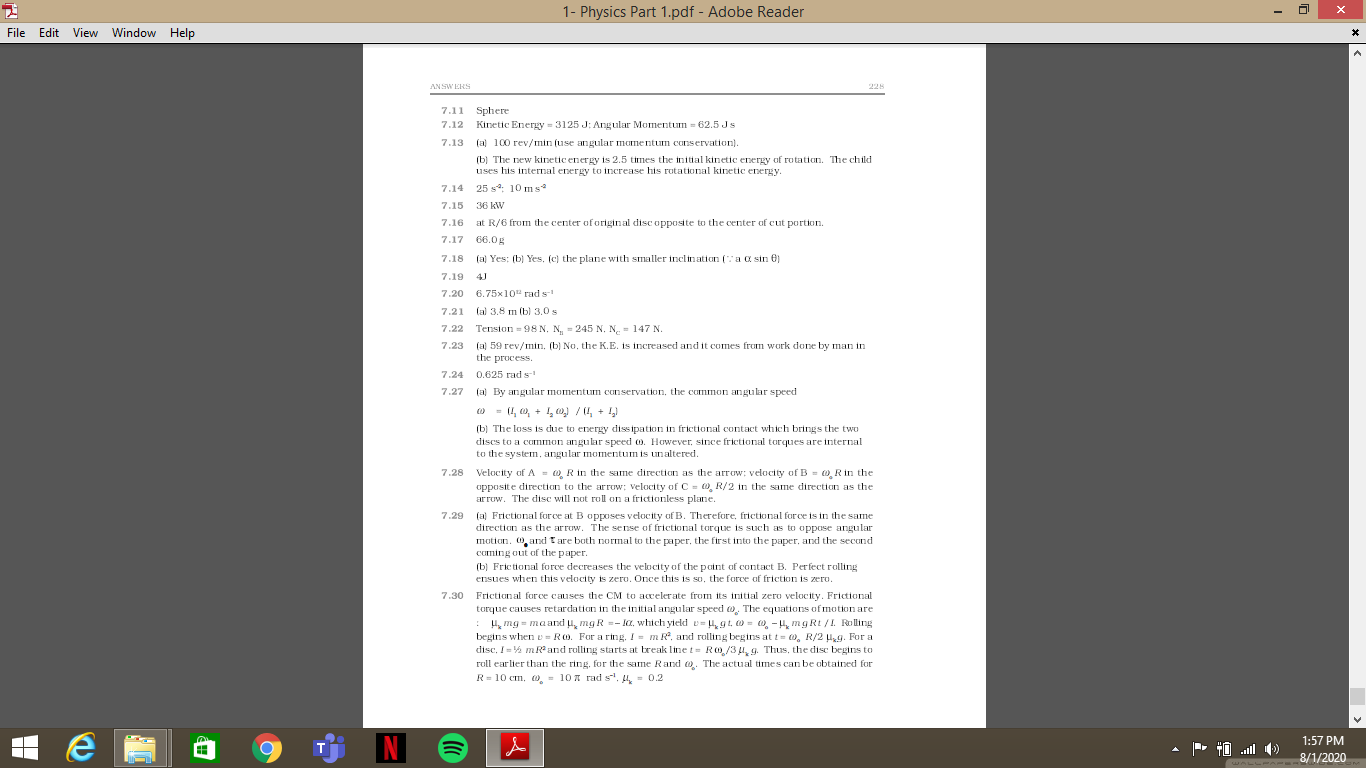 1- Physics Part 1.pdf - Adobe Reader
File Edit View Window Help
ANSWERS 228
7.11 Sphere
7.12 Kinetic Energy = 3125 J; Angular Momentum = 62.5 J s
7.13 (a) 100 rev/min (use angular momentum conservation).
(b) The new kinetic energy is 2.5 times the initial kinetic energy of rotation. The child
uses his internal energy to increase his rotational kinetic energy.
7.14 25 s⁻²; 10 m s⁻²
7.15 36 kW
7.16 at R/6 from the center of original disc opposite to the center of cut portion.
7.17 66.0 g
7.18 (a) Yes; (b) Yes, (c) the plane with smaller inclination (∵ a α sin θ)
7.19 4J
7.20 6.75×10¹² rad s⁻¹
7.21 (a) 3.8 m (b) 3.0 s
7.22 Tension = 98 N, N_B = 245 N, N_C = 147 N.
7.23 (a) 59 rev/min, (b) No, the K.E. is increased and it comes from work done by man in
the process.
7.24 0.625 rad s⁻¹
7.27 (a) By angular momentum conservation, the common angular speed
ω = (I₁ ω₁ + I₂ ω₂) / (I₁ + I₂)
(b) The loss is due to energy dissipation in frictional contact which brings the two
discs to a common angular speed ω. However, since frictional torques are internal
to the system, angular momentum is unaltered.
7.28 Velocity of A = ωₒ R in the same direction as the arrow; velocity of B = ωₒ R in the
opposite direction to the arrow; velocity of C = ωₒ R/2 in the same direction as the
arrow. The disc will not roll on a frictionless plane.
7.29 (a) Frictional force at B opposes velocity of B. Therefore, frictional force is in the same
direction as the arrow. The sense of frictional torque is such as to oppose angular
motion. ωₒ and τ are both normal to the paper, the first into the paper, and the second
coming out of the paper.
(b) Frictional force decreases the velocity of the point of contact B. Perfect rolling
ensues when this velocity is zero. Once this is so, the force of friction is zero.
7.30 Frictional force causes the CM to accelerate from its initial zero velocity. Frictional
torque causes retardation in the initial angular speed ωₒ. The equations of motion are
: μₖ m g = m a and μₖ m g R = – Iα, which yield v = μₖ g t, ω = ωₒ – μₖ m g R t / I. Rolling
begins when v = R ω. For a ring, I = m R², and rolling begins at t = ωₒ R/2 μₖ g. For a
disc, I = ½ m R² and rolling starts at break line t = R ωₒ/3 μₖ g. Thus, the disc begins to
roll earlier than the ring, for the same R and ωₒ. The actual times can be obtained for
R = 10 cm, ωₒ = 10 π rad s⁻¹, μₖ = 0.2
1:57 PM
8/1/2020